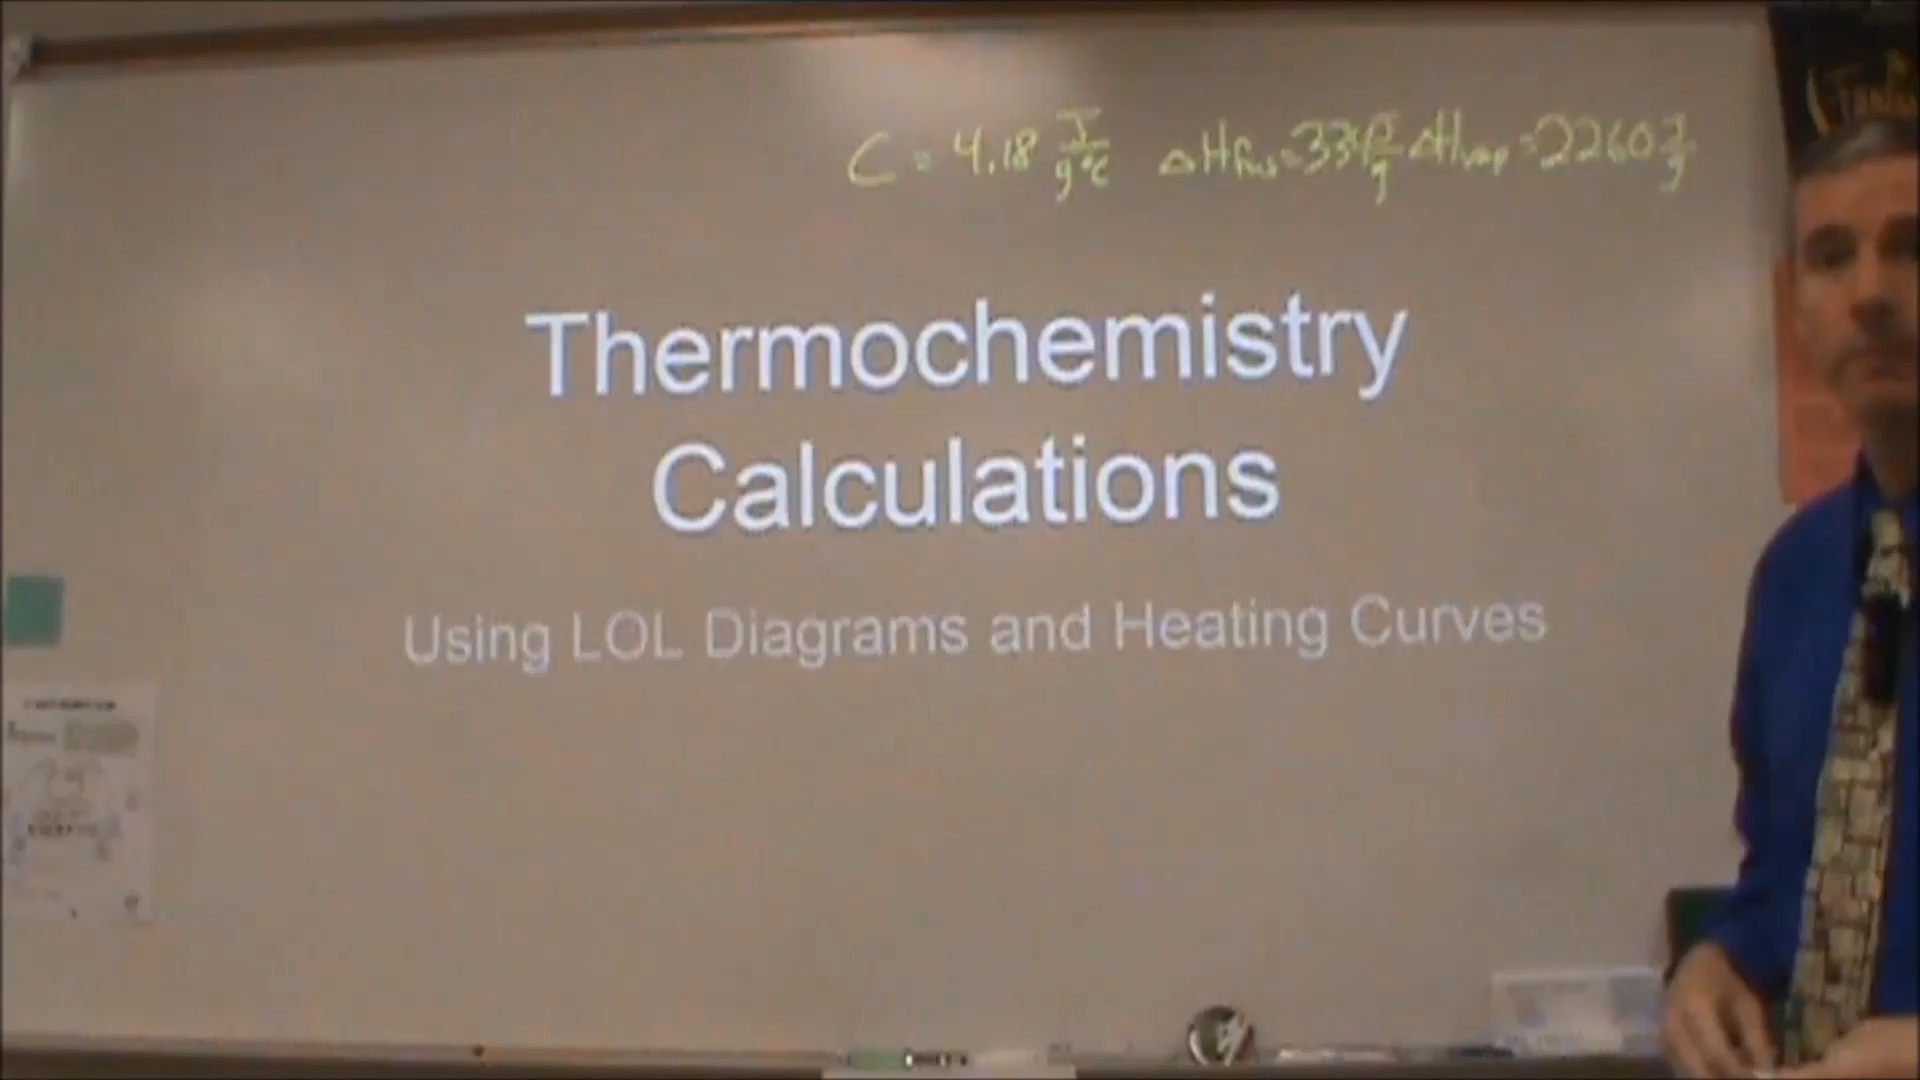 C = 4.18 J/g°C ΔHfus = 334 J/g ΔHvap = 2260 J/g
Thermochemistry
Calculations
Using LOL Diagrams and Heating Curves